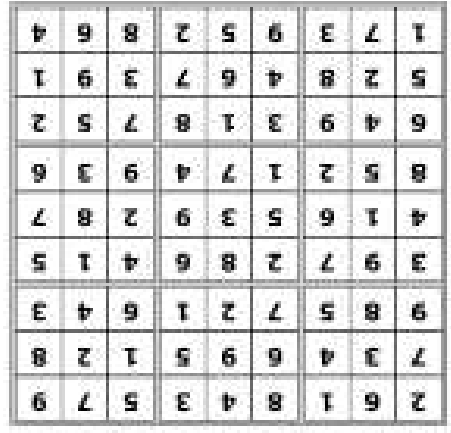 2 6 1 8 4 3 5 7 9
7 3 4 6 9 5 1 2 8
9 8 5 7 2 1 6 4 3
3 9 7 2 8 6 4 1 5
4 1 6 5 3 9 2 8 7
8 5 2 1 7 4 9 3 6
6 4 9 3 1 8 7 5 2
5 2 8 4 6 7 3 9 1
1 7 3 9 5 2 8 6 4